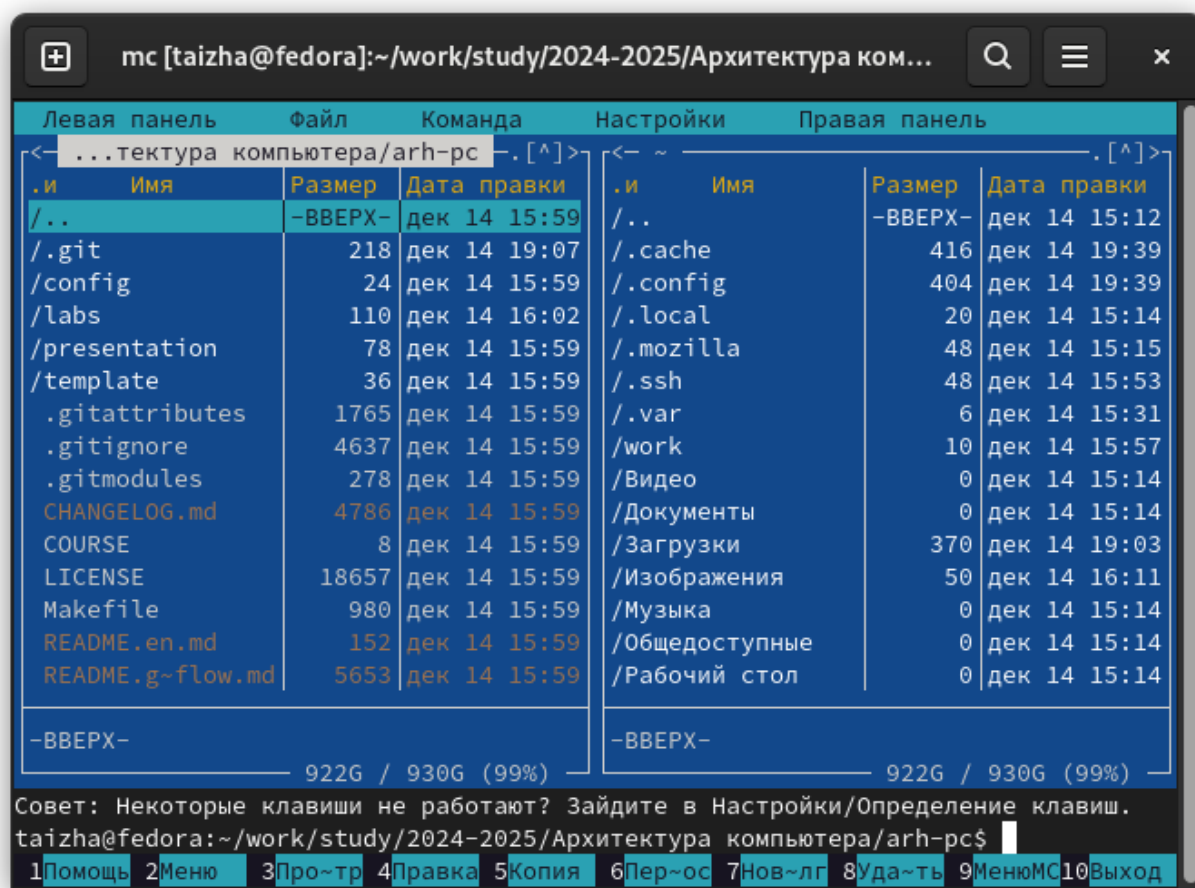 mc [taizha@fedora]:~/work/study/2024-2025/Архитектура ком...
Левая панель Файл Команда Настройки Правая панель
<— ...тектура компьютера/arh-pc —.[^]> <— ~ —.[^]>
.и Имя Размер Дата правки .и Имя Размер Дата правки
/.. -ВВЕРХ- дек 14 15:59 /.. -ВВЕРХ- дек 14 15:12
/.git 218 дек 14 19:07 /.cache 416 дек 14 19:39
/config 24 дек 14 15:59 /.config 404 дек 14 19:39
/labs 110 дек 14 16:02 /.local 20 дек 14 15:14
/presentation 78 дек 14 15:59 /.mozilla 48 дек 14 15:15
/template 36 дек 14 15:59 /.ssh 48 дек 14 15:53
.gitattributes 1765 дек 14 15:59 /.var 6 дек 14 15:31
.gitignore 4637 дек 14 15:59 /work 10 дек 14 15:57
.gitmodules 278 дек 14 15:59 /Видео 0 дек 14 15:14
CHANGELOG.md 4786 дек 14 15:59 /Документы 0 дек 14 15:14
COURSE 8 дек 14 15:59 /Загрузки 370 дек 14 19:03
LICENSE 18657 дек 14 15:59 /Изображения 50 дек 14 16:11
Makefile 980 дек 14 15:59 /Музыка 0 дек 14 15:14
README.en.md 152 дек 14 15:59 /Общедоступные 0 дек 14 15:14
README.g~flow.md 5653 дек 14 15:59 /Рабочий стол 0 дек 14 15:14
-ВВЕРХ- -ВВЕРХ-
922G / 930G (99%) 922G / 930G (99%)
Совет: Некоторые клавиши не работают? Зайдите в Настройки/Определение клавиш.
taizha@fedora:~/work/study/2024-2025/Архитектура компьютера/arh-pc$
1Помощь 2Меню 3Про~тр 4Правка 5Копия 6Пер~ос 7Нов~лг 8Уда~ть 9МенюMC10Выход